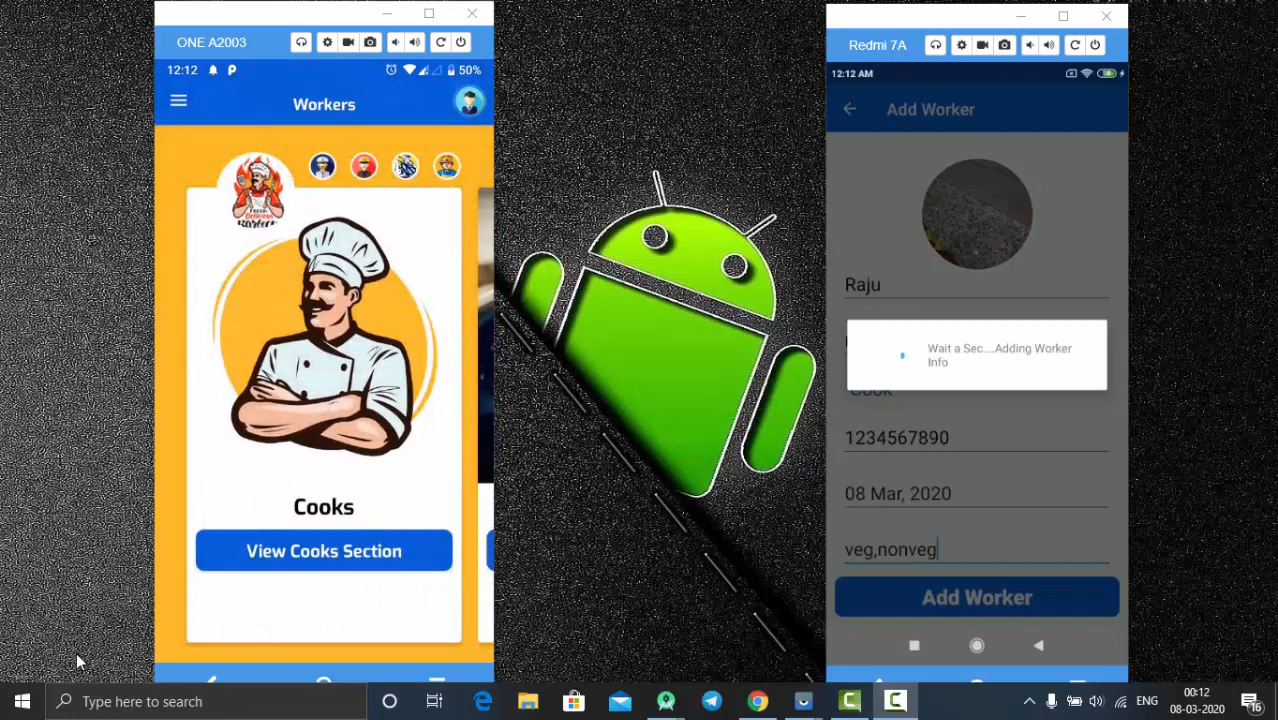 ONE A2003
12:12
50%
Workers
Cooks
View Cooks Section
Redmi 7A
12:12 AM
Add Worker
Raju
Wait a Sec....Adding Worker
Info
Cook
1234567890
08 Mar, 2020
veg,nonveg
Add Worker
Type here to search
ENG
00:12
08-03-2020
16